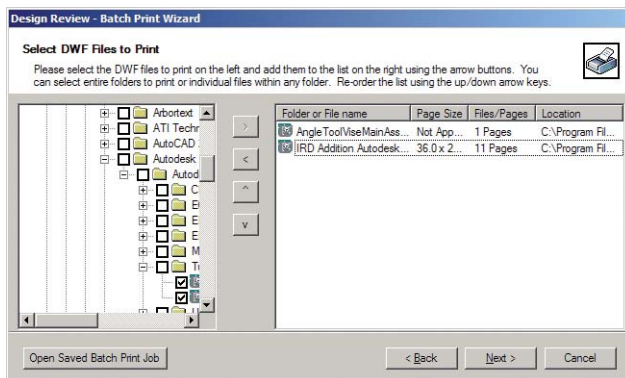 Design Review - Batch Print Wizard
Select DWF Files to Print
Please select the DWF files to print on the left and add them to the list on the right using the arrow buttons. You
can select entire folders to print or individual files within any folder. Re-order the list using the up/down arrow keys.
Arbortext
ATI Techr
AutoCAD
Autodesk
Autod
C
E
E
M
T
>
<
^
v
Folder or File name Page Size Files/Pages Location
AngleToolViseMainAss... Not App... 1 Pages C:\Program Fil...
IRD Addition Autodesk... 36.0 x 2... 11 Pages C:\Program Fil...
Open Saved Batch Print Job
< Back Next > Cancel